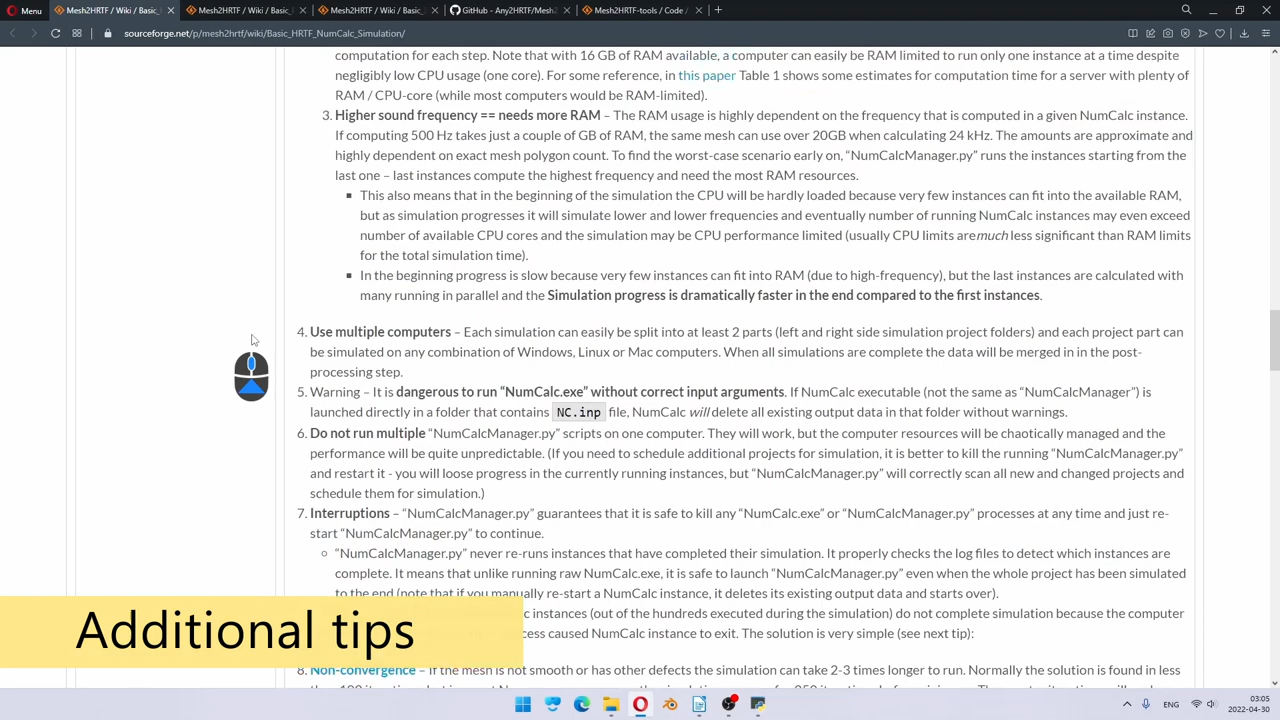 Menu
Mesh2HRTF / Wiki / Basic_
Mesh2HRTF / Wiki / Basic_
Mesh2HRTF / Wiki / Basic_
GitHub - Any2HRTF/Mesh2
Mesh2HRTF-tools / Code /
sourceforge.net/p/mesh2hrtf/wiki/Basic_HRTF_NumCalc_Simulation/
computation for each step. Note that with 16 GB of RAM available, a computer can easily be RAM limited to run only one instance at a time despite
negligibly low CPU usage (one core). For some reference, in this paper Table 1 shows some estimates for computation time for a server with plenty of
RAM / CPU-core (while most computers would be RAM-limited).
3. Higher sound frequency == needs more RAM – The RAM usage is highly dependent on the frequency that is computed in a given NumCalc instance.
If computing 500 Hz takes just a couple of GB of RAM, the same mesh can use over 20GB when calculating 24 kHz. The amounts are approximate and
highly dependent on exact mesh polygon count. To find the worst-case scenario early on, “NumCalcManager.py” runs the instances starting from the
last one – last instances compute the highest frequency and need the most RAM resources.
▪ This also means that in the beginning of the simulation the CPU will be hardly loaded because very few instances can fit into the available RAM,
but as simulation progresses it will simulate lower and lower frequencies and eventually number of running NumCalc instances may even exceed
number of available CPU cores and the simulation may be CPU performance limited (usually CPU limits are much less significant than RAM limits
for the total simulation time).
▪ In the beginning progress is slow because very few instances can fit into RAM (due to high-frequency), but the last instances are calculated with
many running in parallel and the Simulation progress is dramatically faster in the end compared to the first instances.
4. Use multiple computers – Each simulation can easily be split into at least 2 parts (left and right side simulation project folders) and each project part can
be simulated on any combination of Windows, Linux or Mac computers. When all simulations are complete the data will be merged in in the post-
processing step.
5. Warning – It is dangerous to run “NumCalc.exe” without correct input arguments. If NumCalc executable (not the same as “NumCalcManager”) is
launched directly in a folder that contains NC.inp file, NumCalc will delete all existing output data in that folder without warnings.
6. Do not run multiple “NumCalcManager.py” scripts on one computer. They will work, but the computer resources will be chaotically managed and the
performance will be quite unpredictable. (If you need to schedule additional projects for simulation, it is better to kill the running “NumCalcManager.py”
and restart it - you will loose progress in the currently running instances, but “NumCalcManager.py” will correctly scan all new and changed projects and
schedule them for simulation.)
7. Interruptions – “NumCalcManager.py” guarantees that it is safe to kill any “NumCalc.exe” or “NumCalcManager.py” processes at any time and just re-
start “NumCalcManager.py” to continue.
◦ “NumCalcManager.py” never re-runs instances that have completed their simulation. It properly checks the log files to detect which instances are
complete. It means that unlike running raw NumCalc.exe, it is safe to launch “NumCalcManager.py” even when the whole project has been simulated
to the end (note that if you manually re-start a NumCalc instance, it deletes its existing output data and starts over).
instances (out of the hundreds executed during the simulation) do not complete simulation because the computer
caused NumCalc instance to exit. The solution is very simple (see next tip):
Additional tips
8. Non-convergence – If the mesh is not smooth or has other defects the simulation can take 2-3 times longer to run. Normally the solution is found in less
ENG
03:05
2022-04-30